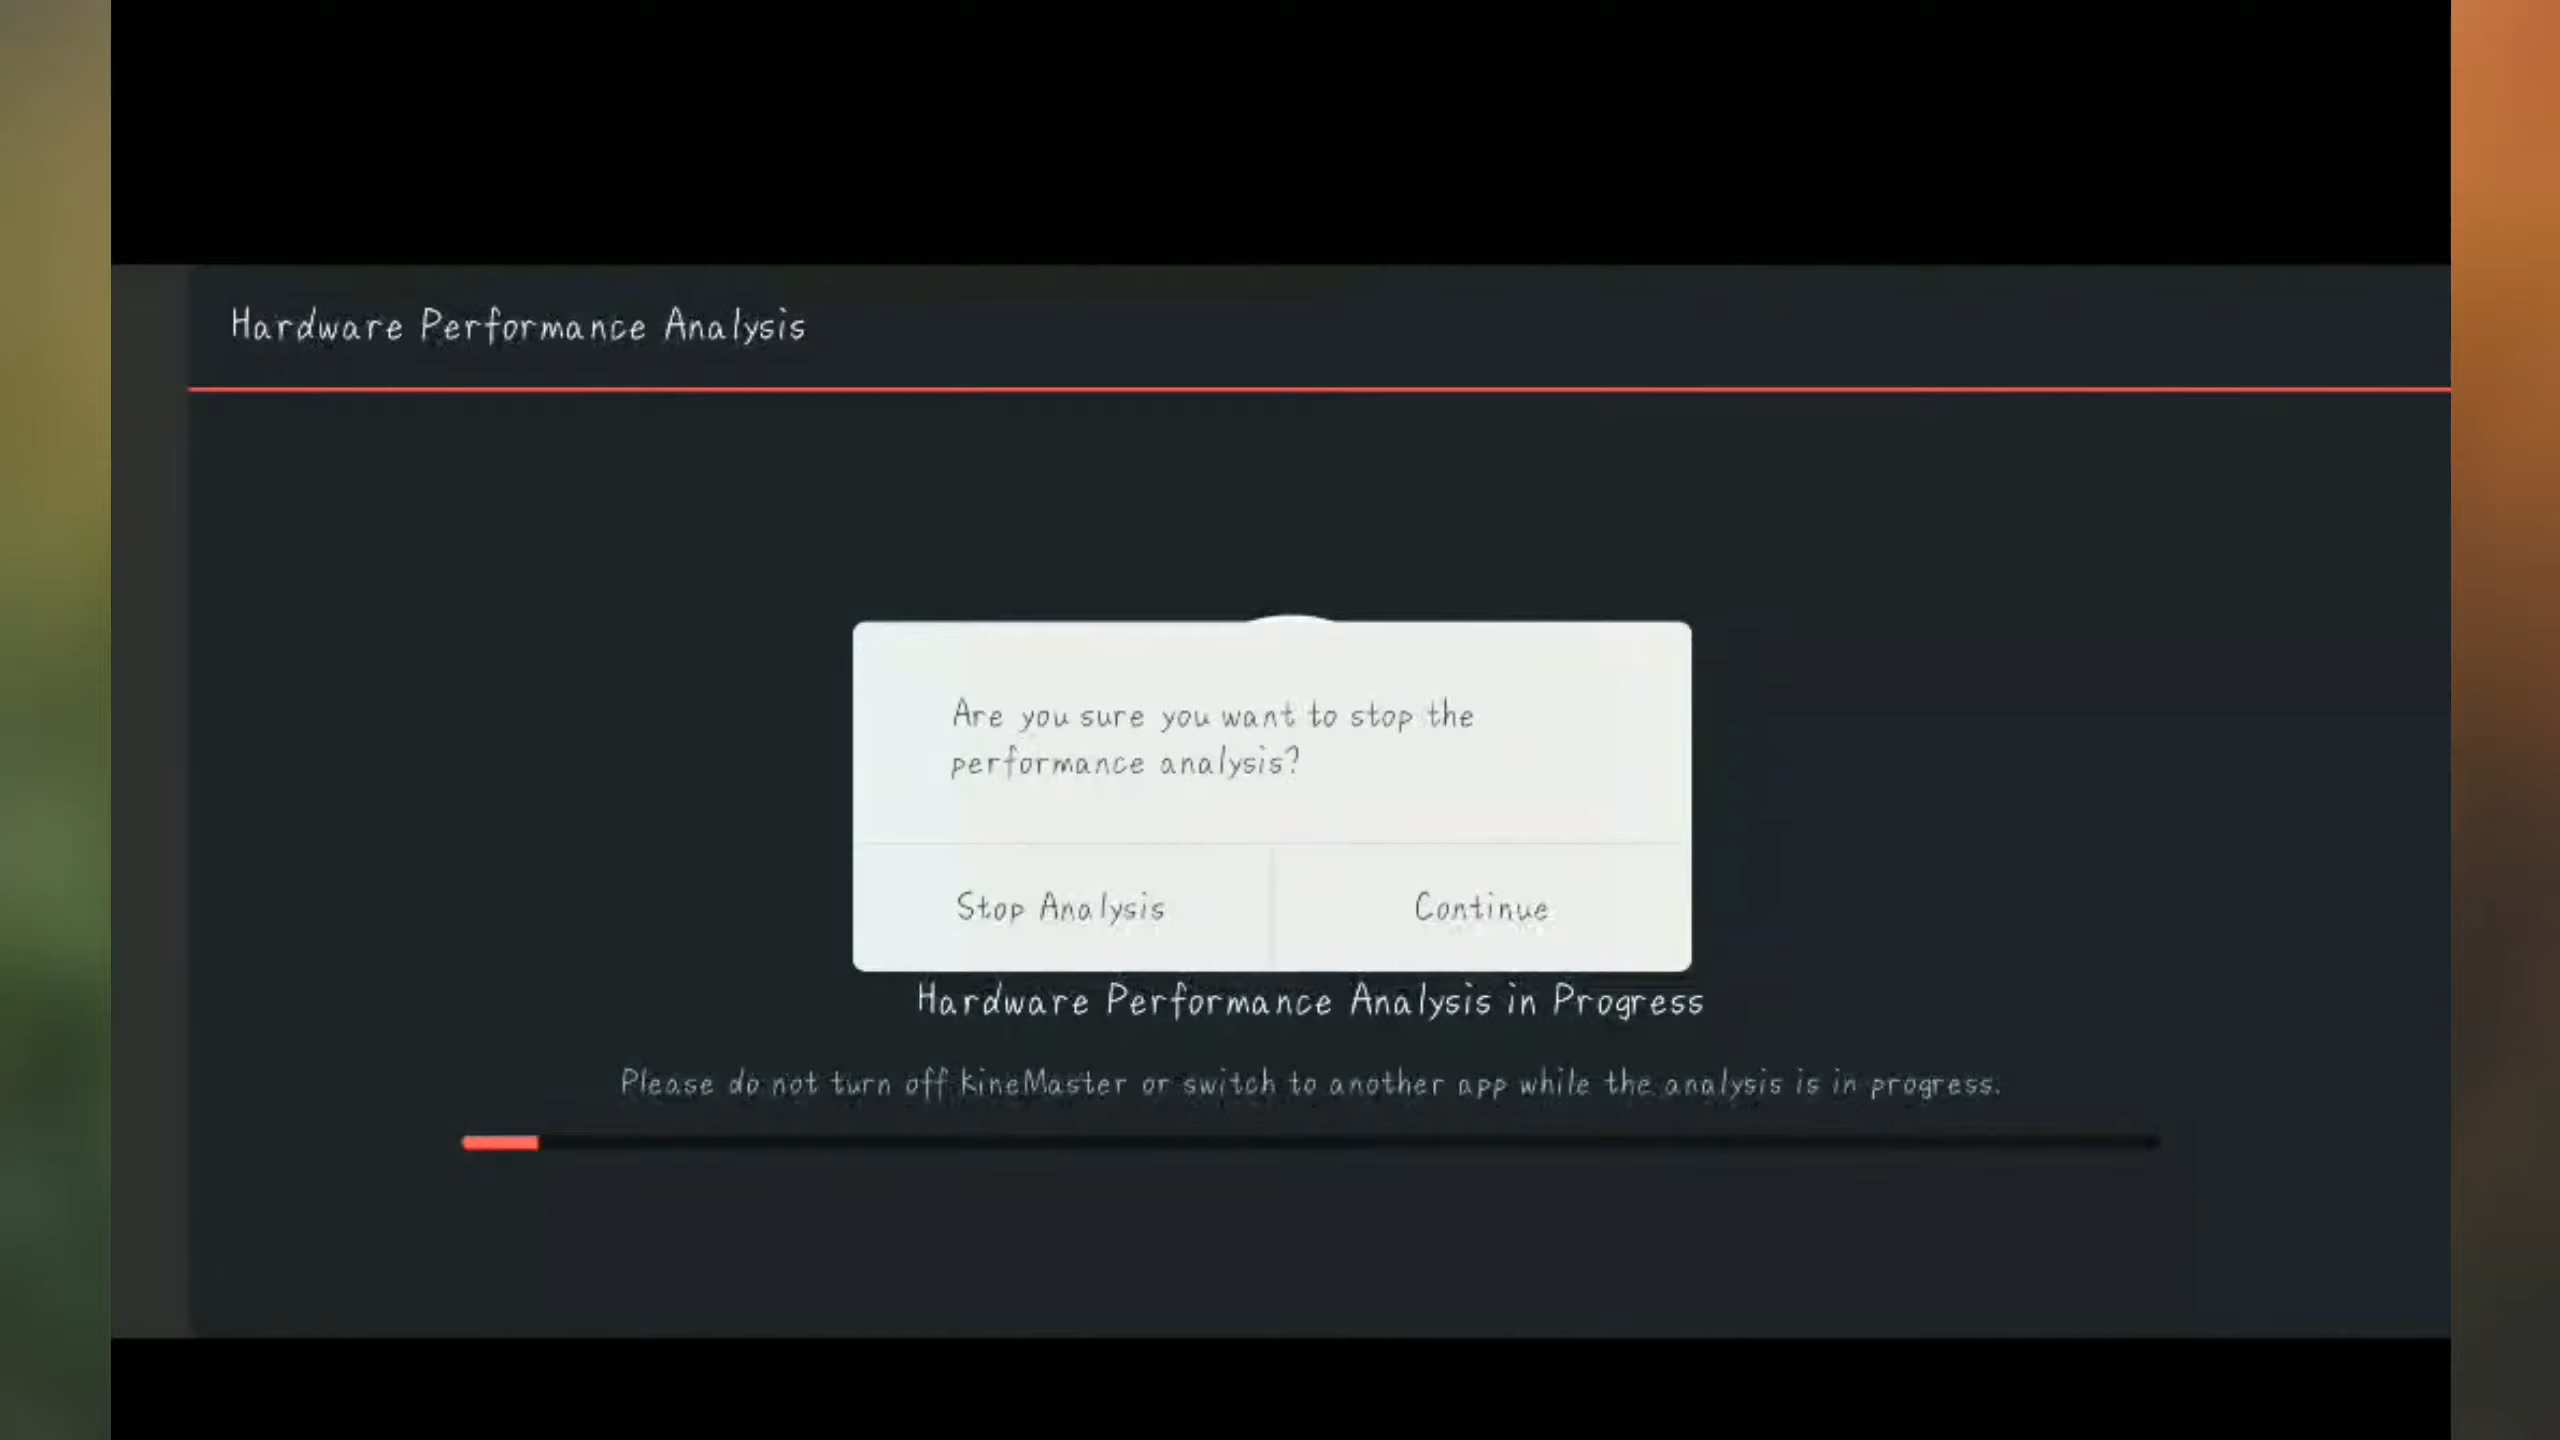 Hardware Performance Analysis
Are you sure you want to stop the
performance analysis?
Stop Analysis
Continue
Hardware Performance Analysis in Progress
Please do not turn off kineMaster or switch to another app while the analysis is in progress.